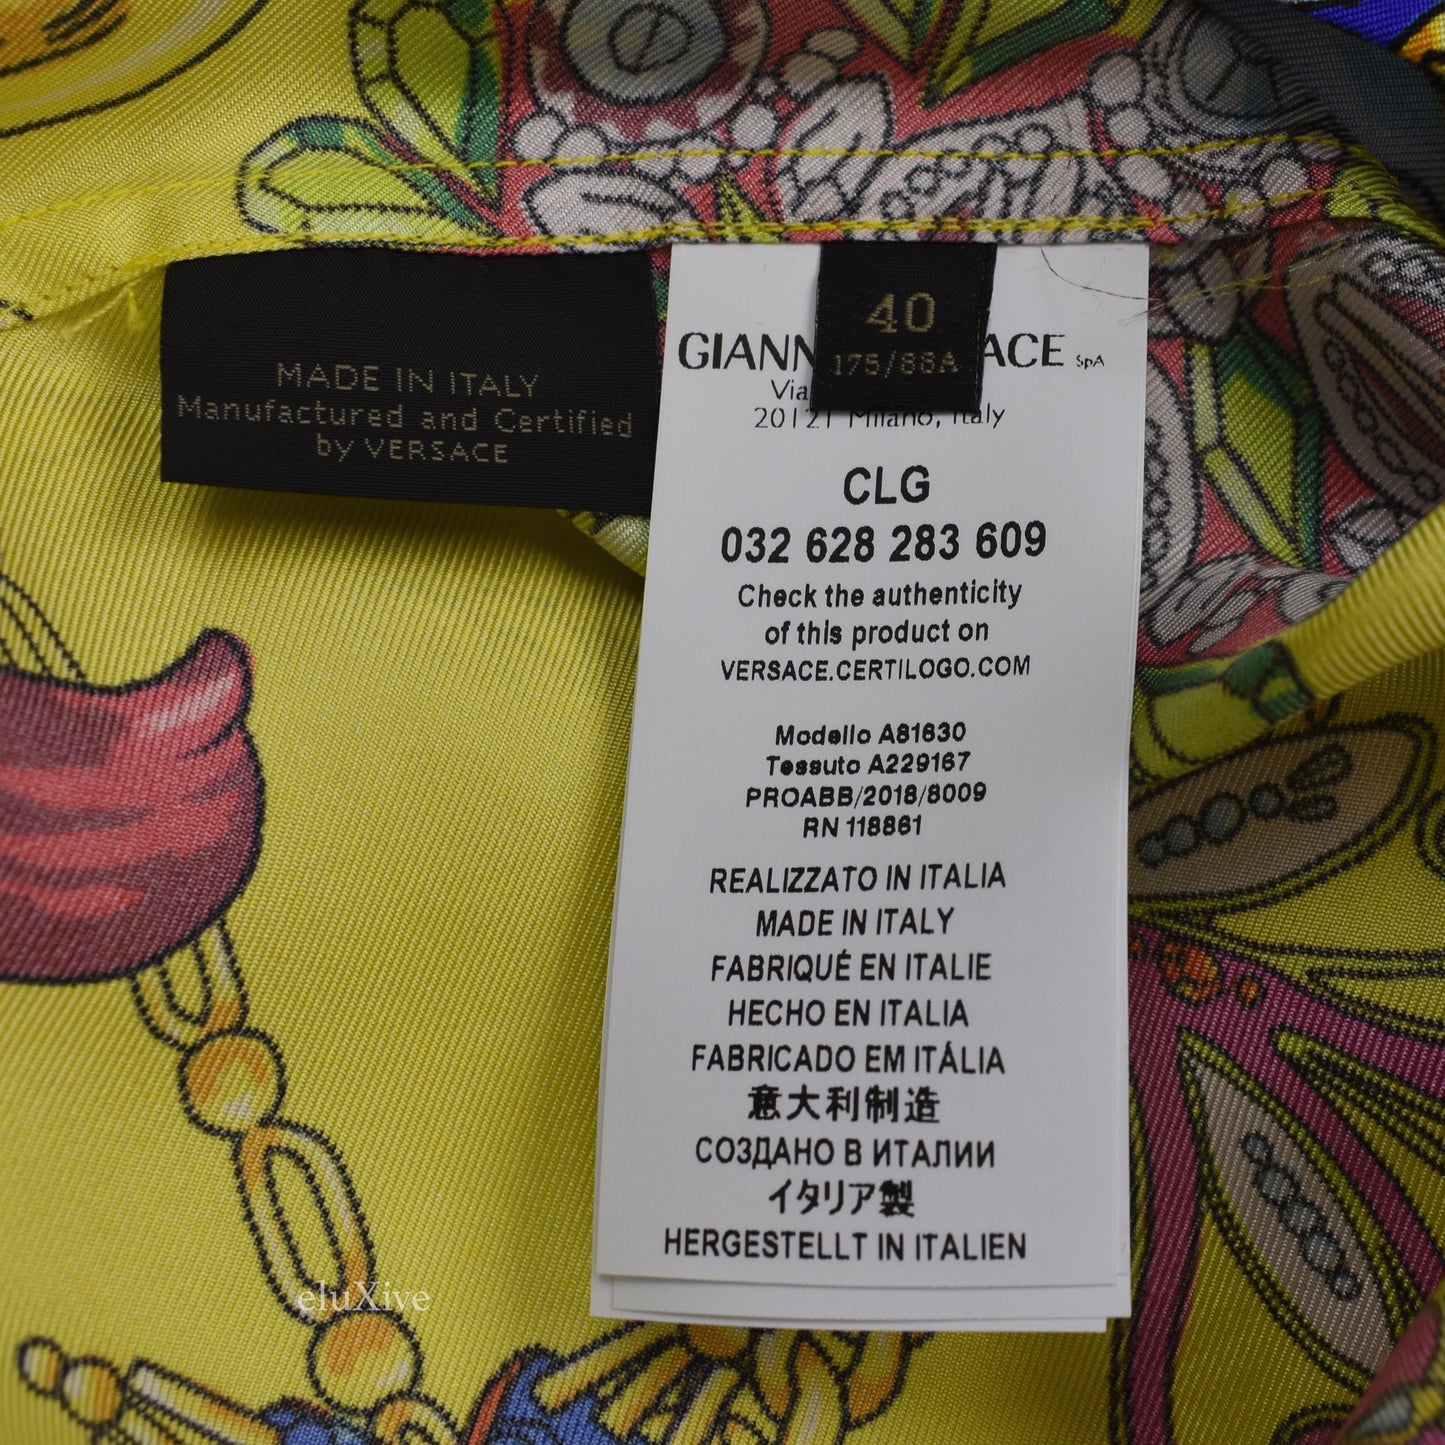 MADE IN ITALY
Manufactured and Certified
by VERSACE
40
175/88A
GIANN ACE SpA
Via
20121 Milano, Italy
CLG
032 628 283 609
Check the authenticity
of this product on
VERSACE.CERTILOGO.COM
Modello A81630
Tessuto A229167
PROABB/2018/8009
RN 118861
REALIZZATO IN ITALIA
MADE IN ITALY
FABRIQUÉ EN ITALIE
HECHO EN ITALIA
FABRICADO EM ITÁLIA
意大利制造
СОЗДАНО В ИТАЛИИ
イタリア製
HERGESTELLT IN ITALIEN
eluXive